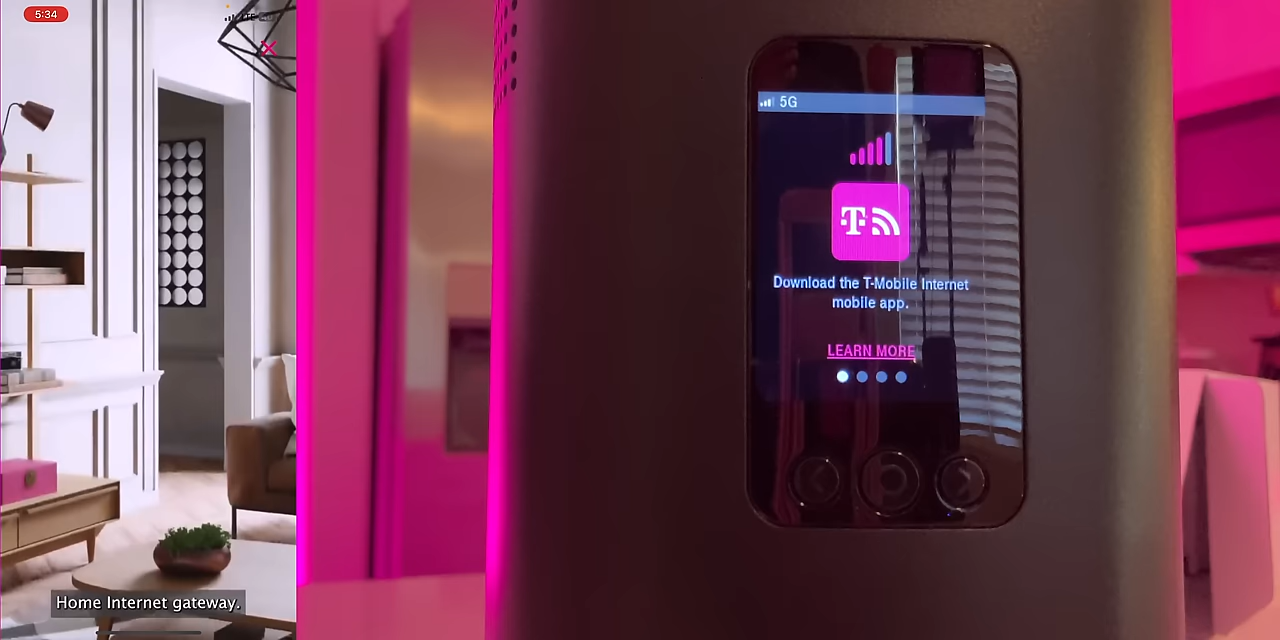 5:34
5G
T
Download the T-Mobile Internet
mobile app.
LEARN MORE
Home Internet gateway.